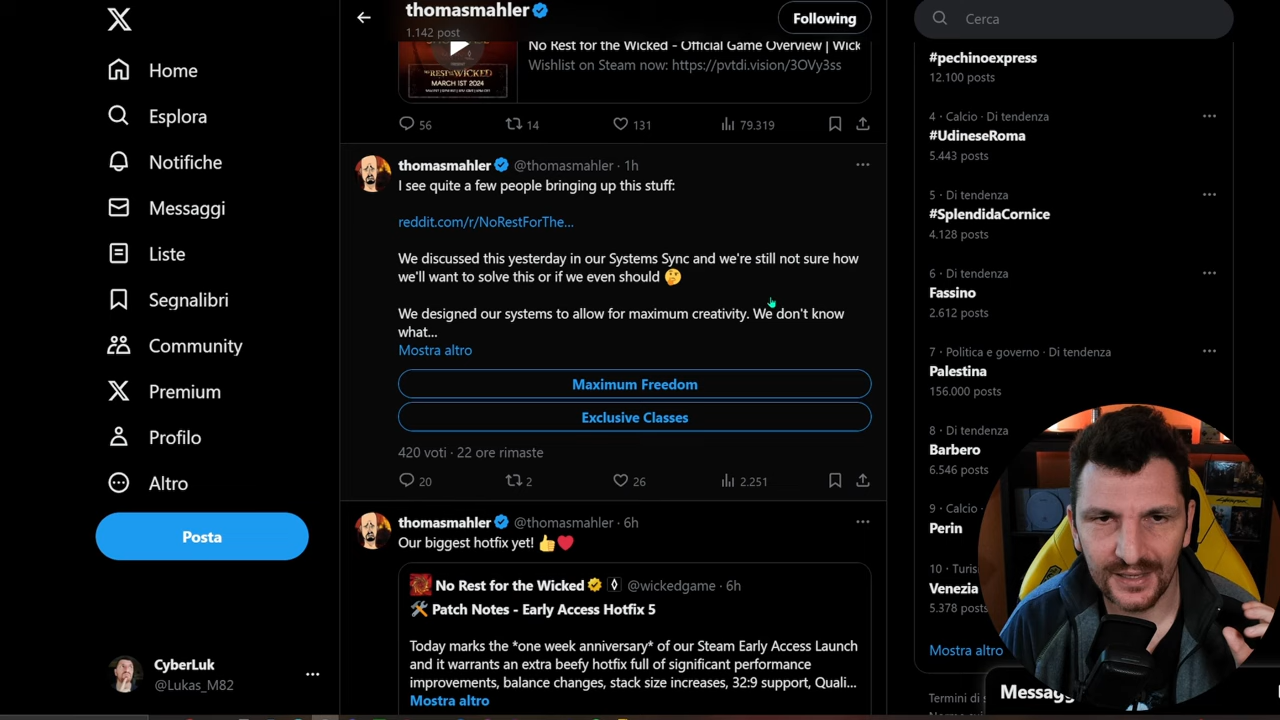 Home
Esplora
Notifiche
Messaggi
Liste
Segnalibri
Community
Premium
Profilo
Altro
Posta
CyberLuk
@Lukas_M82
thomasmahler
1.142 post
Following
No Rest for the Wicked - Official Game Overview | Wick
Wishlist on Steam now: https://pvtdi.vision/3OVy3ss
MARCH 1ST 2024
56
14
131
79.319
thomasmahler @thomasmahler · 1h
I see quite a few people bringing up this stuff:
reddit.com/r/NoRestForThe...
We discussed this yesterday in our Systems Sync and we're still not sure how
we'll want to solve this or if we even should 🤔
We designed our systems to allow for maximum creativity. We don't know
what...
Mostra altro
Maximum Freedom
Exclusive Classes
420 voti · 22 ore rimaste
20
2
26
2.251
thomasmahler @thomasmahler · 6h
Our biggest hotfix yet! 👍❤️
No Rest for the Wicked @wickedgame · 6h
🛠️ Patch Notes - Early Access Hotfix 5
Today marks the *one week anniversary* of our Steam Early Access Launch
and it warrants an extra beefy hotfix full of significant performance
improvements, balance changes, stack size increases, 32:9 support, Quali...
Mostra altro
Cerca
#pechinoexpress
12.100 posts
4 · Calcio · Di tendenza
#UdineseRoma
5.443 posts
5 · Di tendenza
#SplendidaCornice
4.128 posts
6 · Di tendenza
Fassino
2.612 posts
7 · Politica e governo · Di tendenza
Palestina
156.000 posts
8 · Di tendenza
Barbero
6.546 posts
9 · Calcio ·
Perin
10 · Turis
Venezia
5.378 posts
Mostra altro
Termini di
Messagg